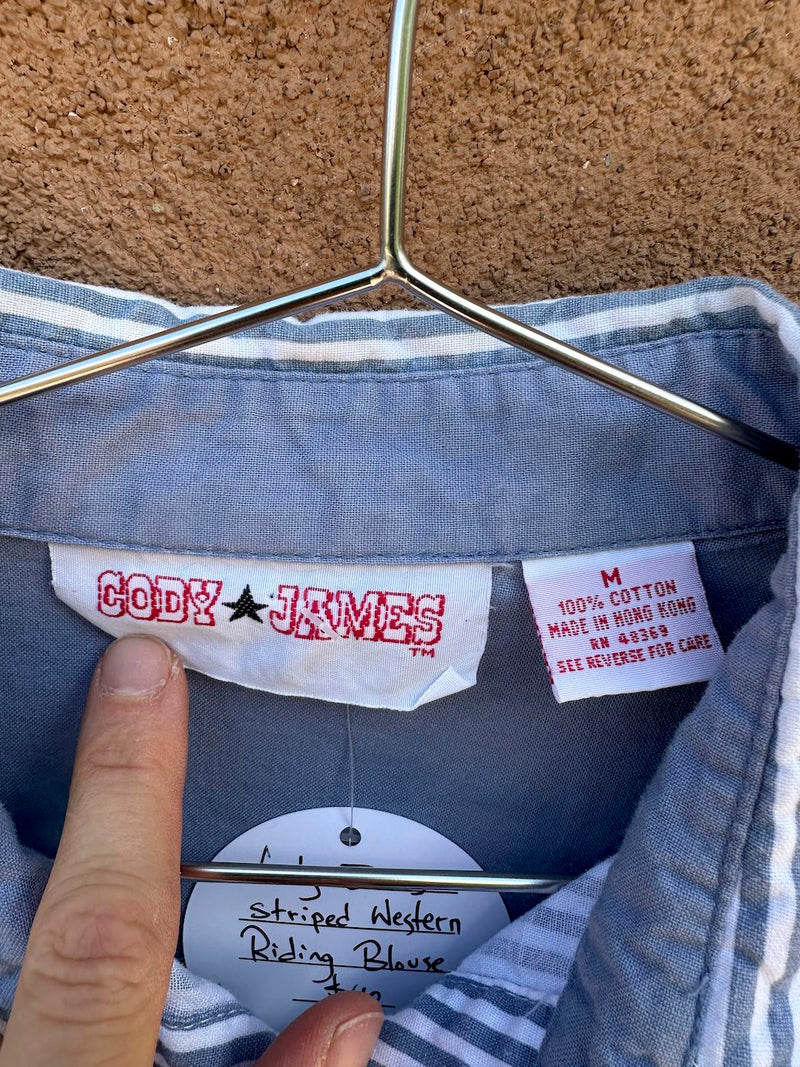 CODY★JAMES
TM
M
100% COTTON
MADE IN HONG KONG
RN 48369
SEE REVERSE FOR CARE
Striped Western
Riding Blouse